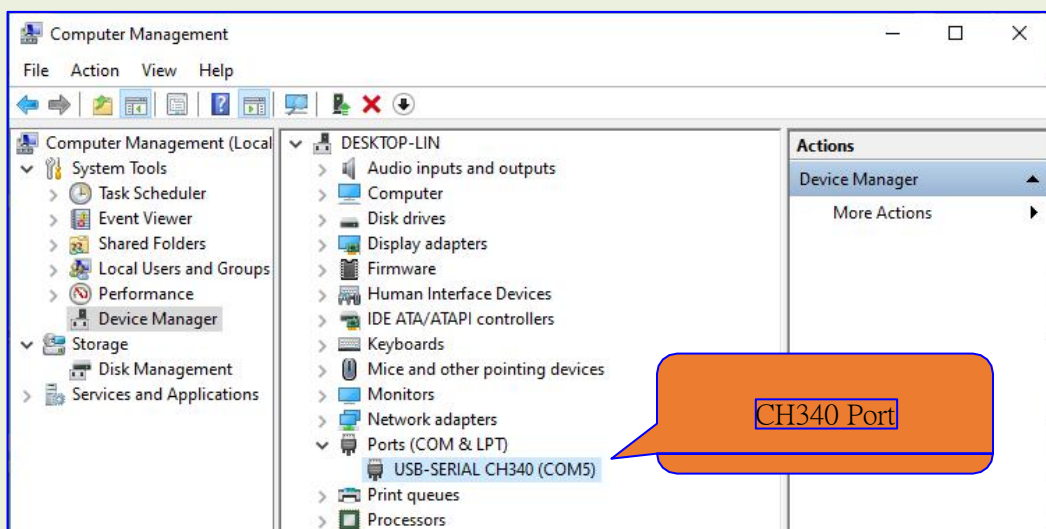 Computer Management
File Action View Help
Computer Management (Local
System Tools
Task Scheduler
Event Viewer
Shared Folders
Local Users and Groups
Performance
Device Manager
Storage
Disk Management
Services and Applications
DESKTOP-LIN
Audio inputs and outputs
Computer
Disk drives
Display adapters
Firmware
Human Interface Devices
IDE ATA/ATAPI controllers
Keyboards
Mice and other pointing devices
Monitors
Network adapters
Ports (COM & LPT)
USB-SERIAL CH340 (COM5)
Print queues
Processors
CH340 Port
Actions
Device Manager
More Actions